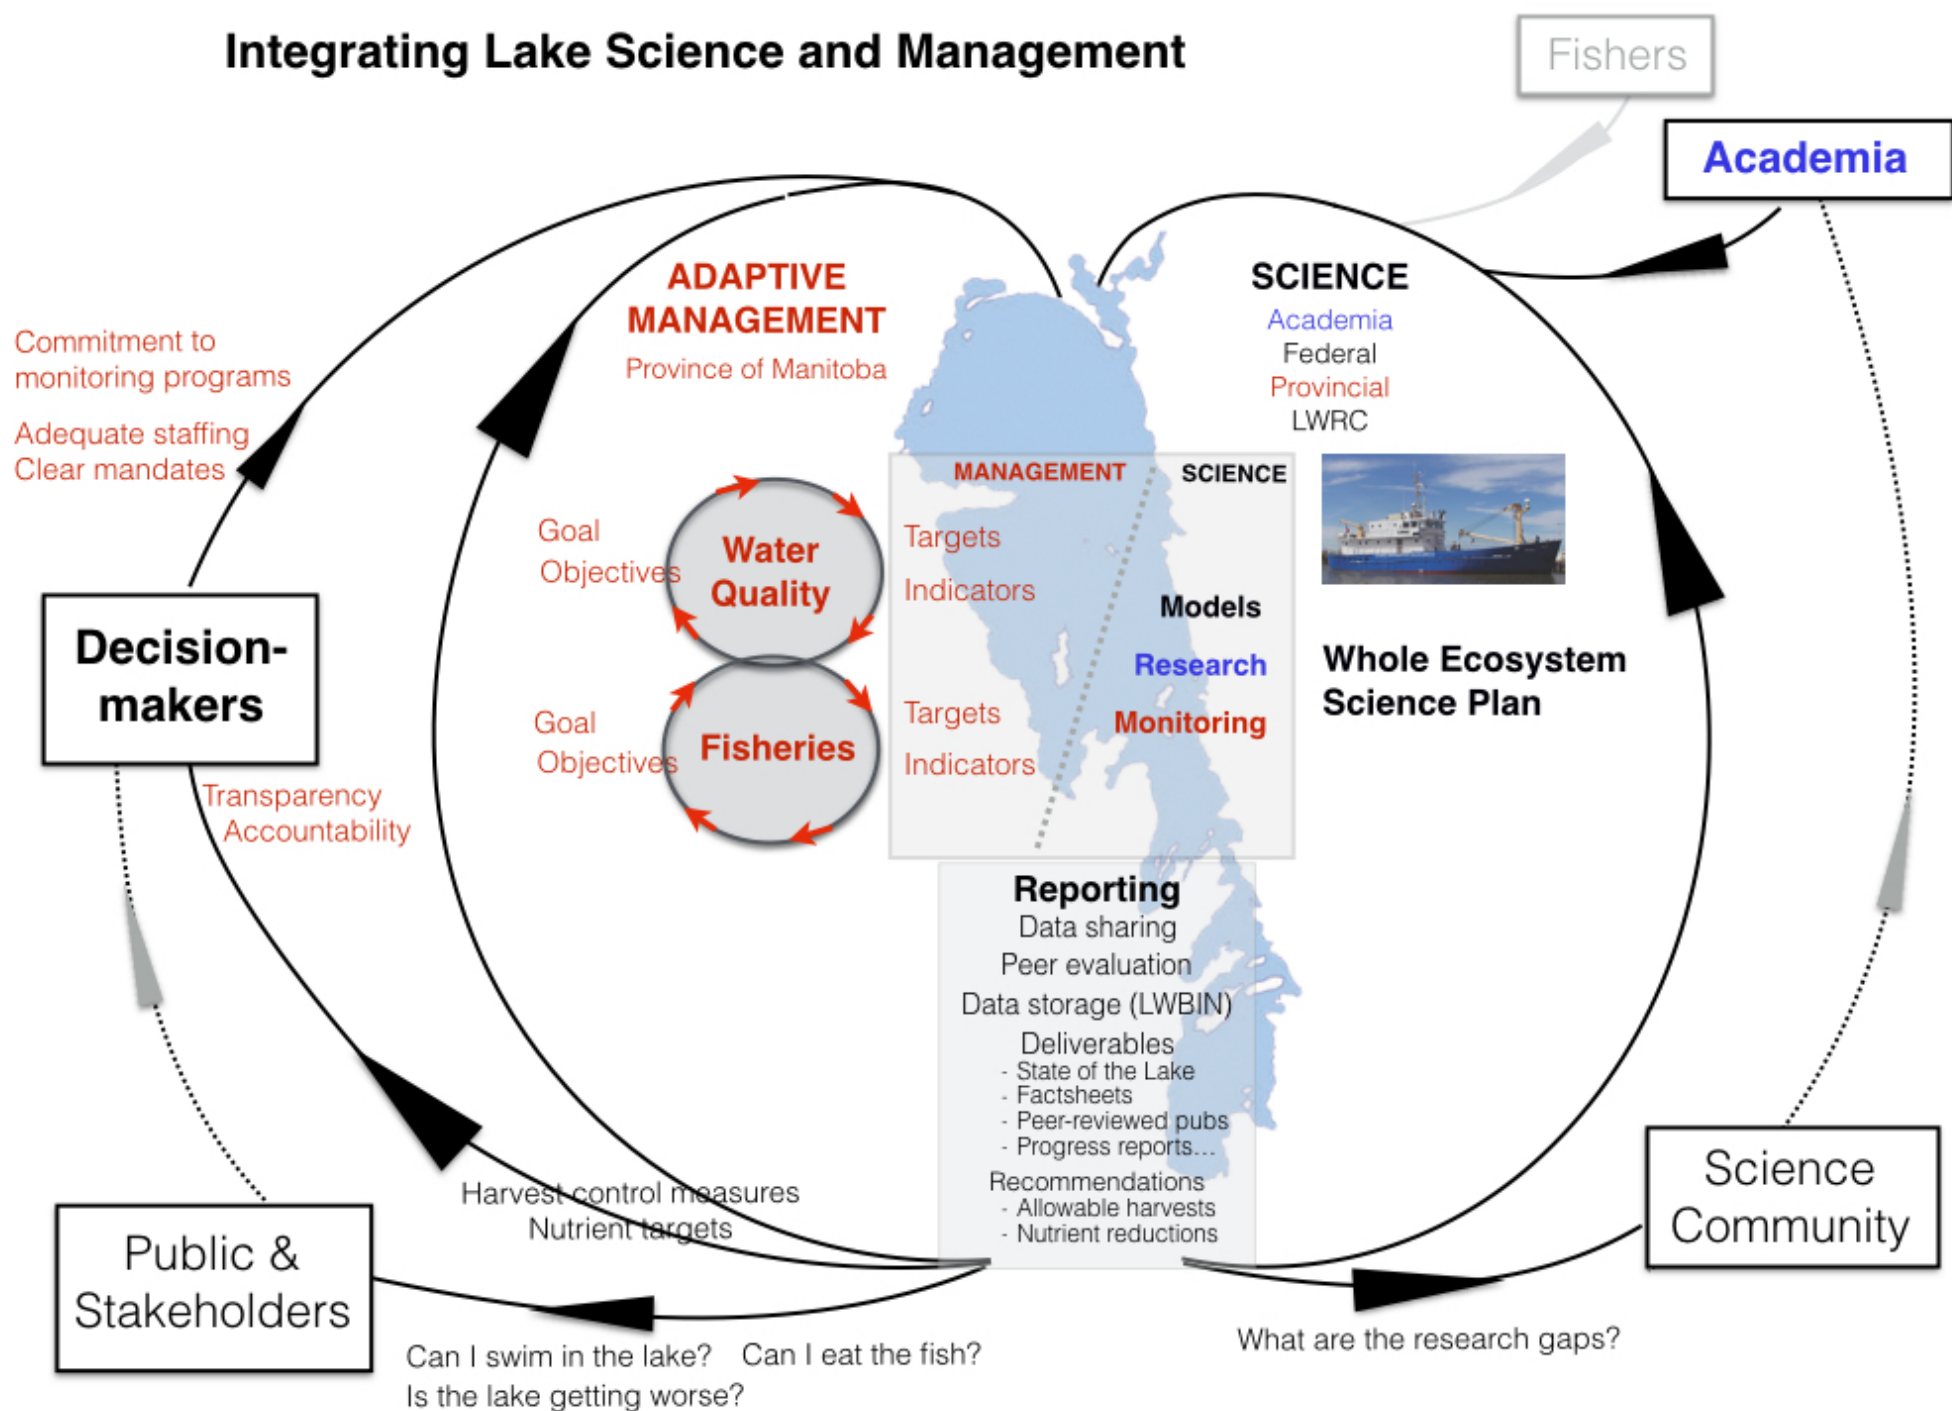 Integrating Lake Science and Management
Fishers
Academia
ADAPTIVE
MANAGEMENT
Province of Manitoba
SCIENCE
Academia
Federal
Provincial
LWRC
Commitment to
monitoring programs
Adequate staffing
Clear mandates
MANAGEMENT
SCIENCE
Goal
Objectives
Water
Quality
Targets
Indicators
Models
Research
Monitoring
Whole Ecosystem
Science Plan
Decision-
makers
Goal
Objectives
Fisheries
Targets
Indicators
Transparency
Accountability
Reporting
Data sharing
Peer evaluation
Data storage (LWBIN)
Deliverables
- State of the Lake
- Factsheets
- Peer-reviewed pubs
- Progress reports...
Recommendations
- Allowable harvests
- Nutrient reductions
Harvest control measures
Nutrient targets
Public &
Stakeholders
Science
Community
Can I swim in the lake?
Can I eat the fish?
Is the lake getting worse?
What are the research gaps?